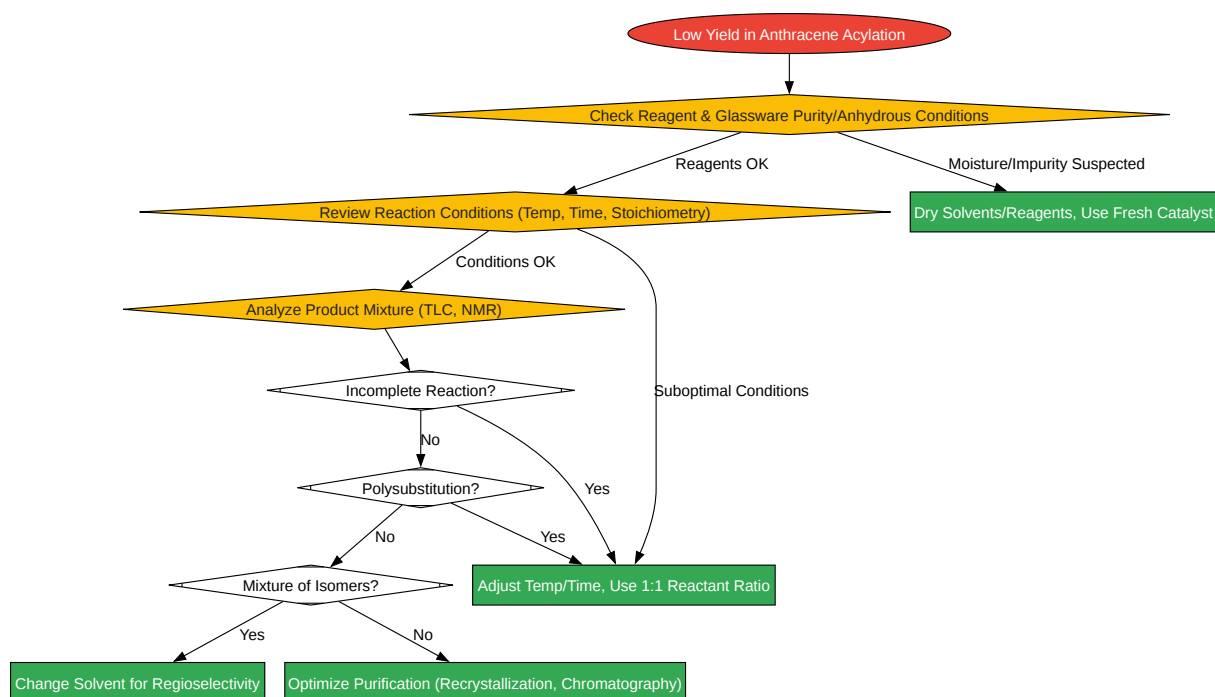 Low Yield in Anthracene Acylation
Check Reagent & Glassware Purity/Anhydrous Conditions
Reagents OK
Moisture/Impurity Suspected
Review Reaction Conditions (Temp, Time, Stoichiometry)
Dry Solvents/Reagents, Use Fresh Catalyst
Conditions OK
Analyze Product Mixture (TLC, NMR)
Incomplete Reaction?
Suboptimal Conditions
No
Polysubstitution?
Yes
No
Yes
Mixture of Isomers?
Adjust Temp/Time, Use 1:1 Reactant Ratio
Yes
No
Change Solvent for Regioselectivity
Optimize Purification (Recrystallization, Chromatography)